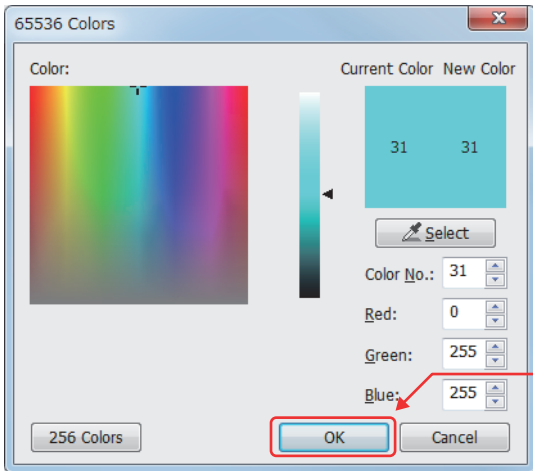 65536 Colors
Color:
Current Color New Color
31 31
Select
Color No.: 31
Red: 0
Green: 255
Blue: 255
256 Colors OK Cancel